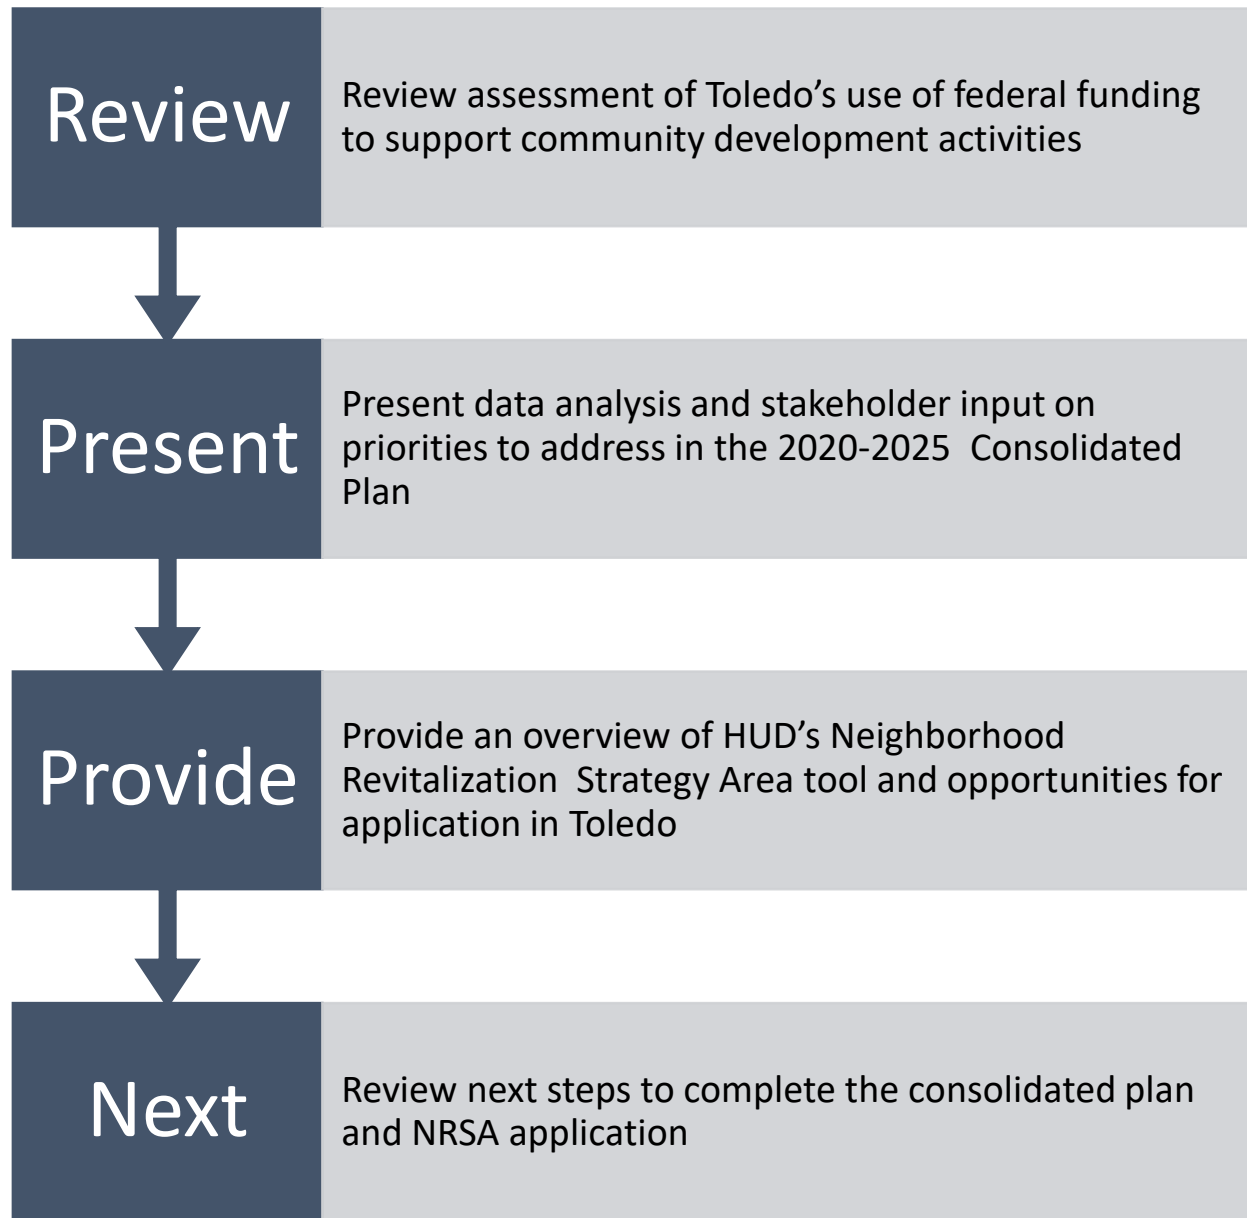 Review
Review assessment of Toledo’s use of federal funding
to support community development activities
Present
Present data analysis and stakeholder input on
priorities to address in the 2020-2025  Consolidated
Plan
Provide
Provide an overview of HUD’s Neighborhood
Revitalization  Strategy Area tool and opportunities for
application in Toledo
Next
Review next steps to complete the consolidated plan
and NRSA application